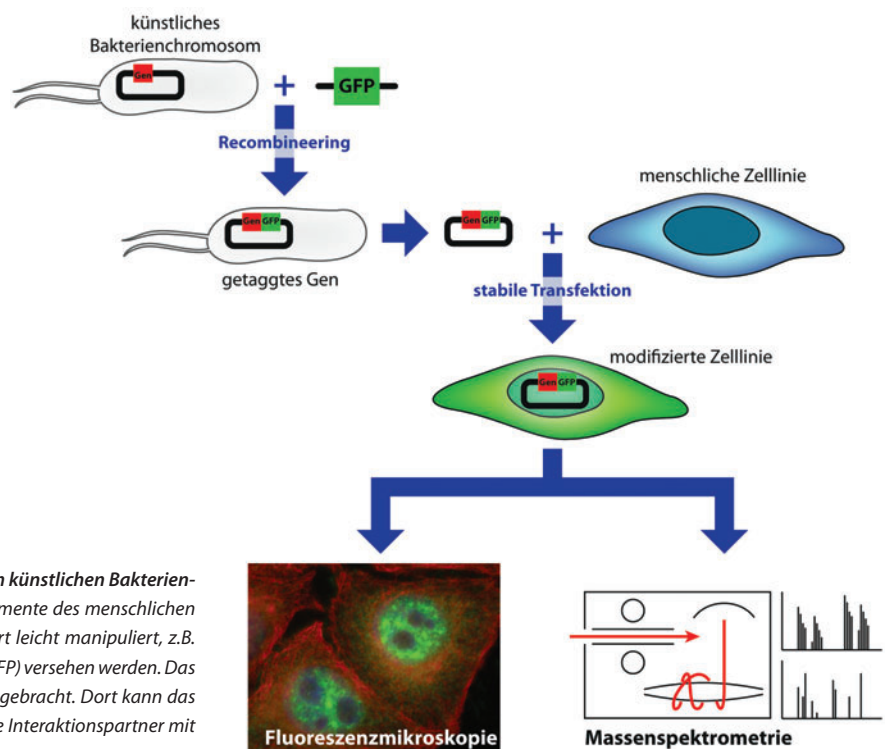 künstliches
Bakterienchromosom
Gen
+
GFP
Recombineering
menschliche Zelllinie
Gen GFP
Gen GFP
+
getaggtes Gen
stabile Transfektion
modifizierte Zelllinie
Gen GFP
n künstlichen Bakterien-
mente des menschlichen
rt leicht manipuliert, z.B.
FP) versehen werden. Das
gebracht. Dort kann das
e Interaktionspartner mit
Fluoreszenzmikroskopie
Massenspektrometrie